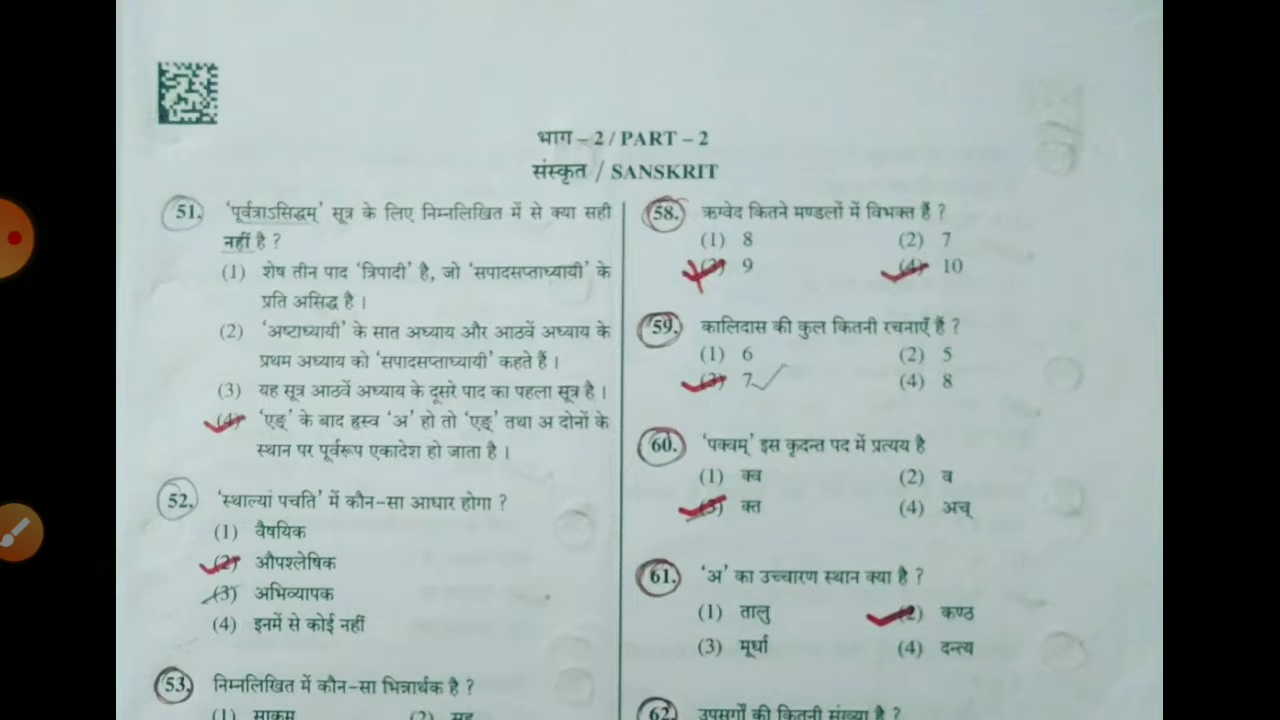 भाग – 2 / PART – 2
संस्कृत / SANSKRIT
51. 'पूर्वत्राऽसिद्धम्' सूत्र के लिए निम्नलिखित में से क्या सही
नहीं है ?
(1) शेष तीन पाद 'त्रिपादी' है, जो 'सपादसप्ताध्यायी' के
प्रति असिद्ध है ।
(2) 'अष्टाध्यायी' के सात अध्याय और आठवें अध्याय के
प्रथम अध्याय को 'सपादसप्ताध्यायी' कहते हैं ।
(3) यह सूत्र आठवें अध्याय के दूसरे पाद का पहला सूत्र है ।
(4) 'एङ्' के बाद ह्रस्व 'अ' हो तो 'एङ्' तथा अ दोनों के
स्थान पर पूर्वरूप एकादेश हो जाता है ।
52. 'स्थाल्यां पचति' में कौन-सा आधार होगा ?
(1) वैषयिक
(2) औपश्लेषिक
(3) अभिव्यापक
(4) इनमें से कोई नहीं
53. निम्नलिखित में कौन-सा भिन्नार्थक है ?
(1) साकम् (2) सह
58. ऋग्वेद कितने मण्डलों में विभक्त हैं ?
(1) 8 (2) 7
(3) 9 (4) 10
59. कालिदास की कुल कितनी रचनाएँ हैं ?
(1) 6 (2) 5
(3) 7 (4) 8
60. 'पक्वम्' इस कृदन्त पद में प्रत्यय है
(1) क्व (2) व
(3) क्त (4) अच्
61. 'अ' का उच्चारण स्थान क्या है ?
(1) तालु (2) कण्ठ
(3) मूर्धा (4) दन्त्य
62. उपसर्गों की कितनी संख्या है ?